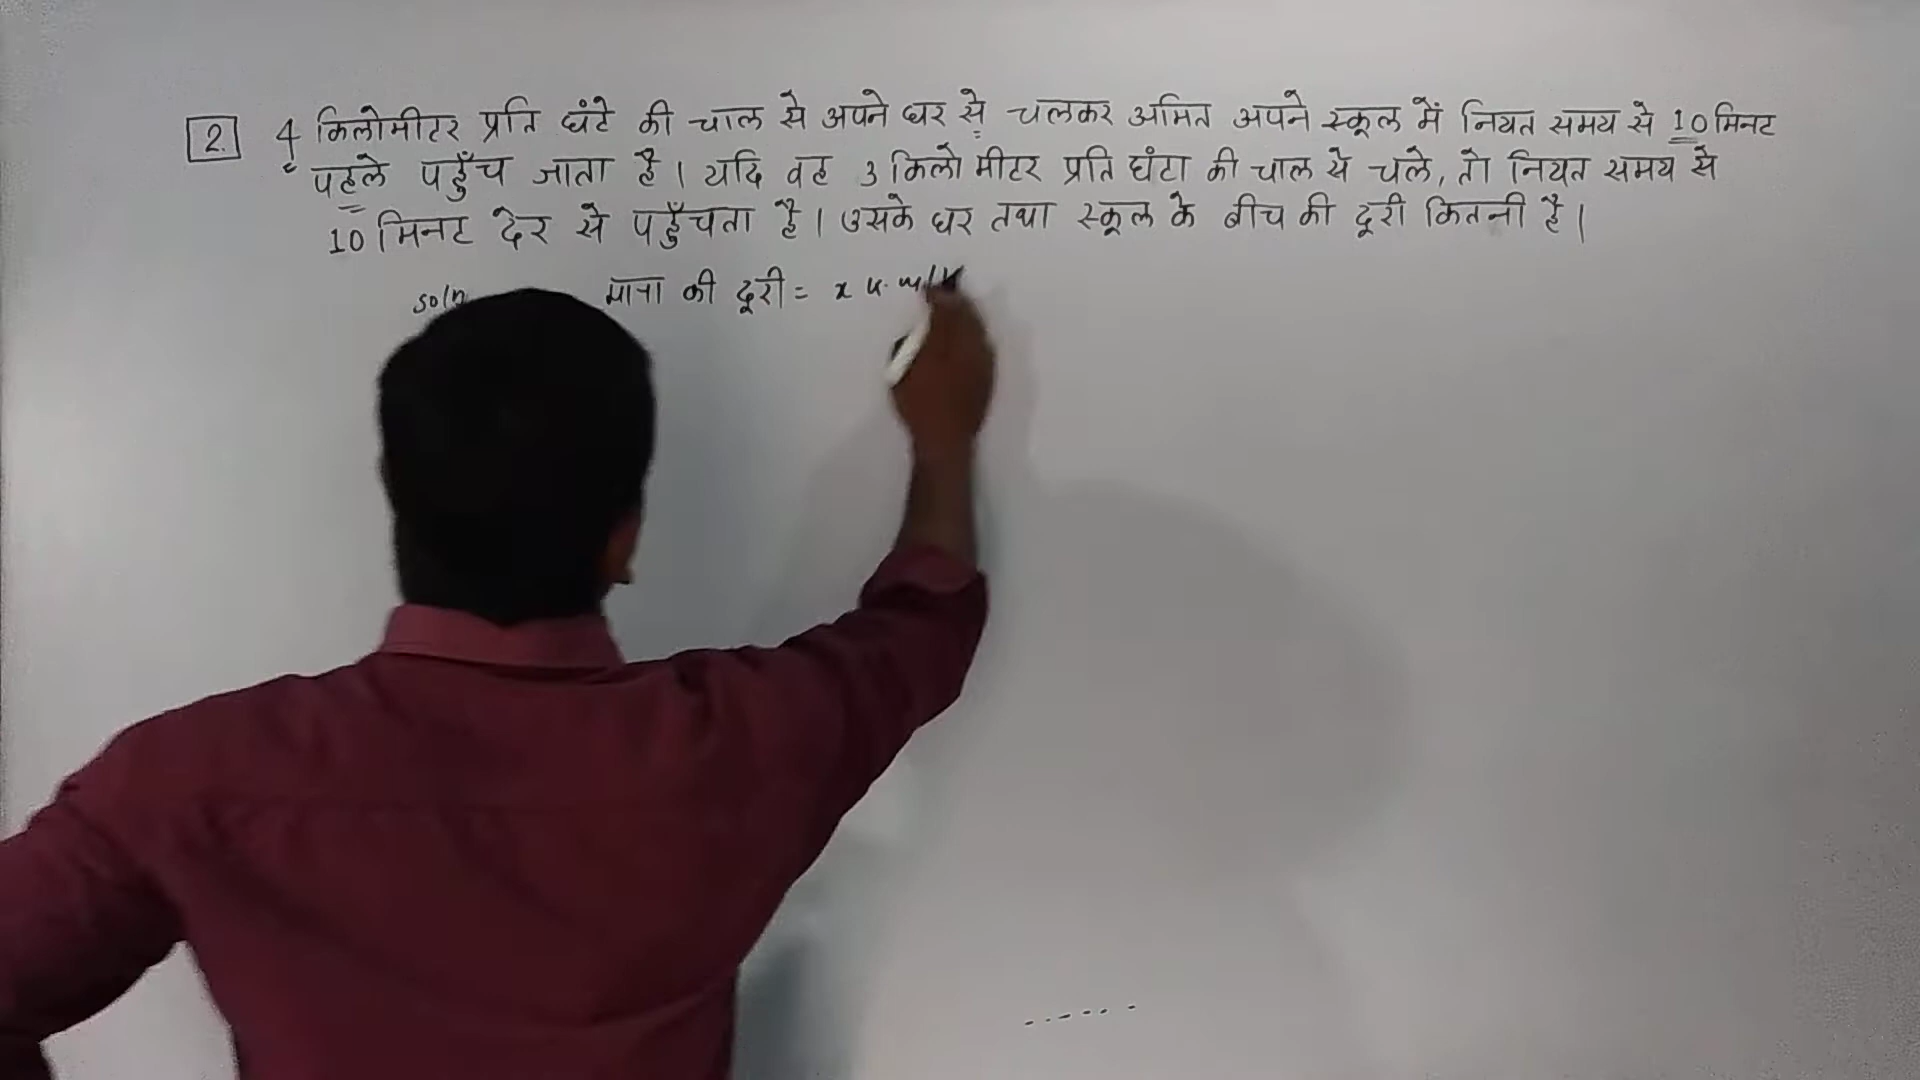 2. 4 किलोमीटर प्रति घंटे की चाल से अपने घर से चलकर अमित अपने स्कूल में नियत समय से 10 मिनट
पहले पहुँच जाता है। यदि वह 3 किलोमीटर प्रति घंटा की चाल से चले, तो नियत समय से
10 मिनट देर से पहुँचता है। उसके घर तथा स्कूल के बीच की दूरी कितनी है।
soln माना की दूरी = x k.m/